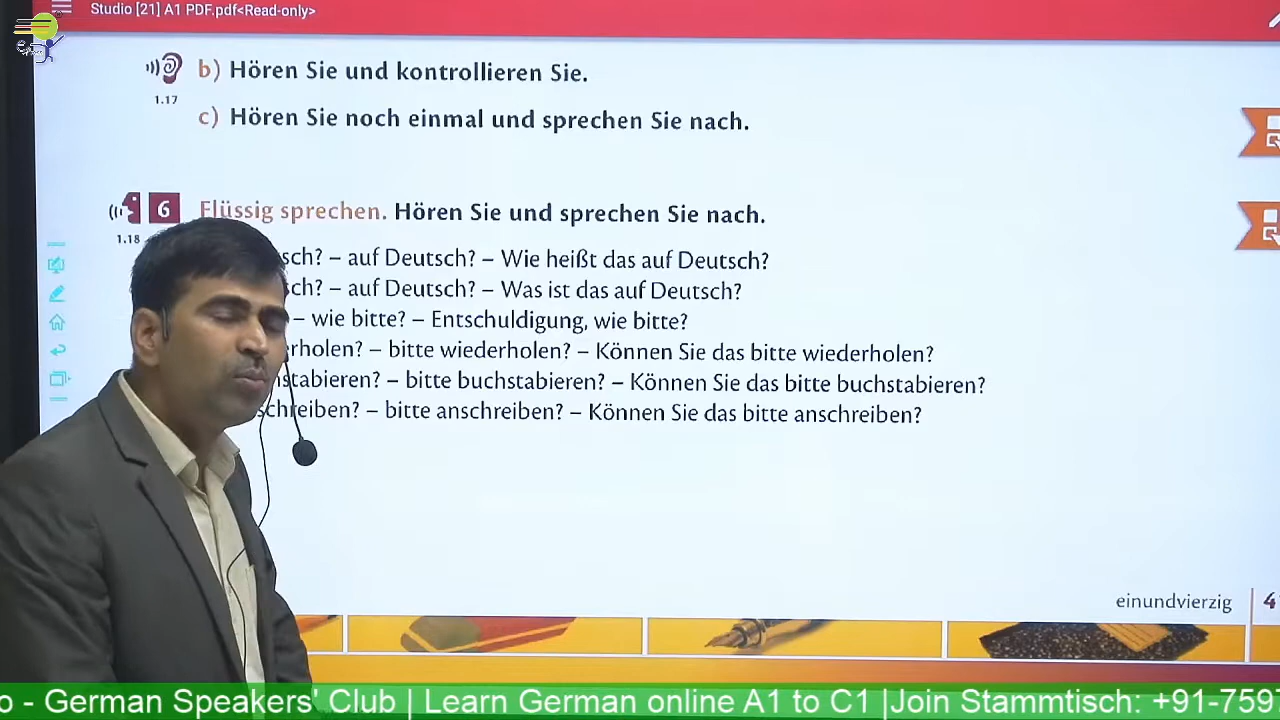 Studio [21] A1 PDF.pdf<Read-only>
b) Hören Sie und kontrollieren Sie.
1.17
c) Hören Sie noch einmal und sprechen Sie nach.
6 Flüssig sprechen. Hören Sie und sprechen Sie nach.
1.18
sch? – auf Deutsch? – Wie heißt das auf Deutsch?
sch? – auf Deutsch? – Was ist das auf Deutsch?
– wie bitte? – Entschuldigung, wie bitte?
erholen? – bitte wiederholen? – Können Sie das bitte wiederholen?
stabieren? – bitte buchstabieren? – Können Sie das bitte buchstabieren?
schreiben? – bitte anschreiben? – Können Sie das bitte anschreiben?
einundvierzig
o - German Speakers' Club | Learn German online A1 to C1 |Join Stammtisch: +91-759